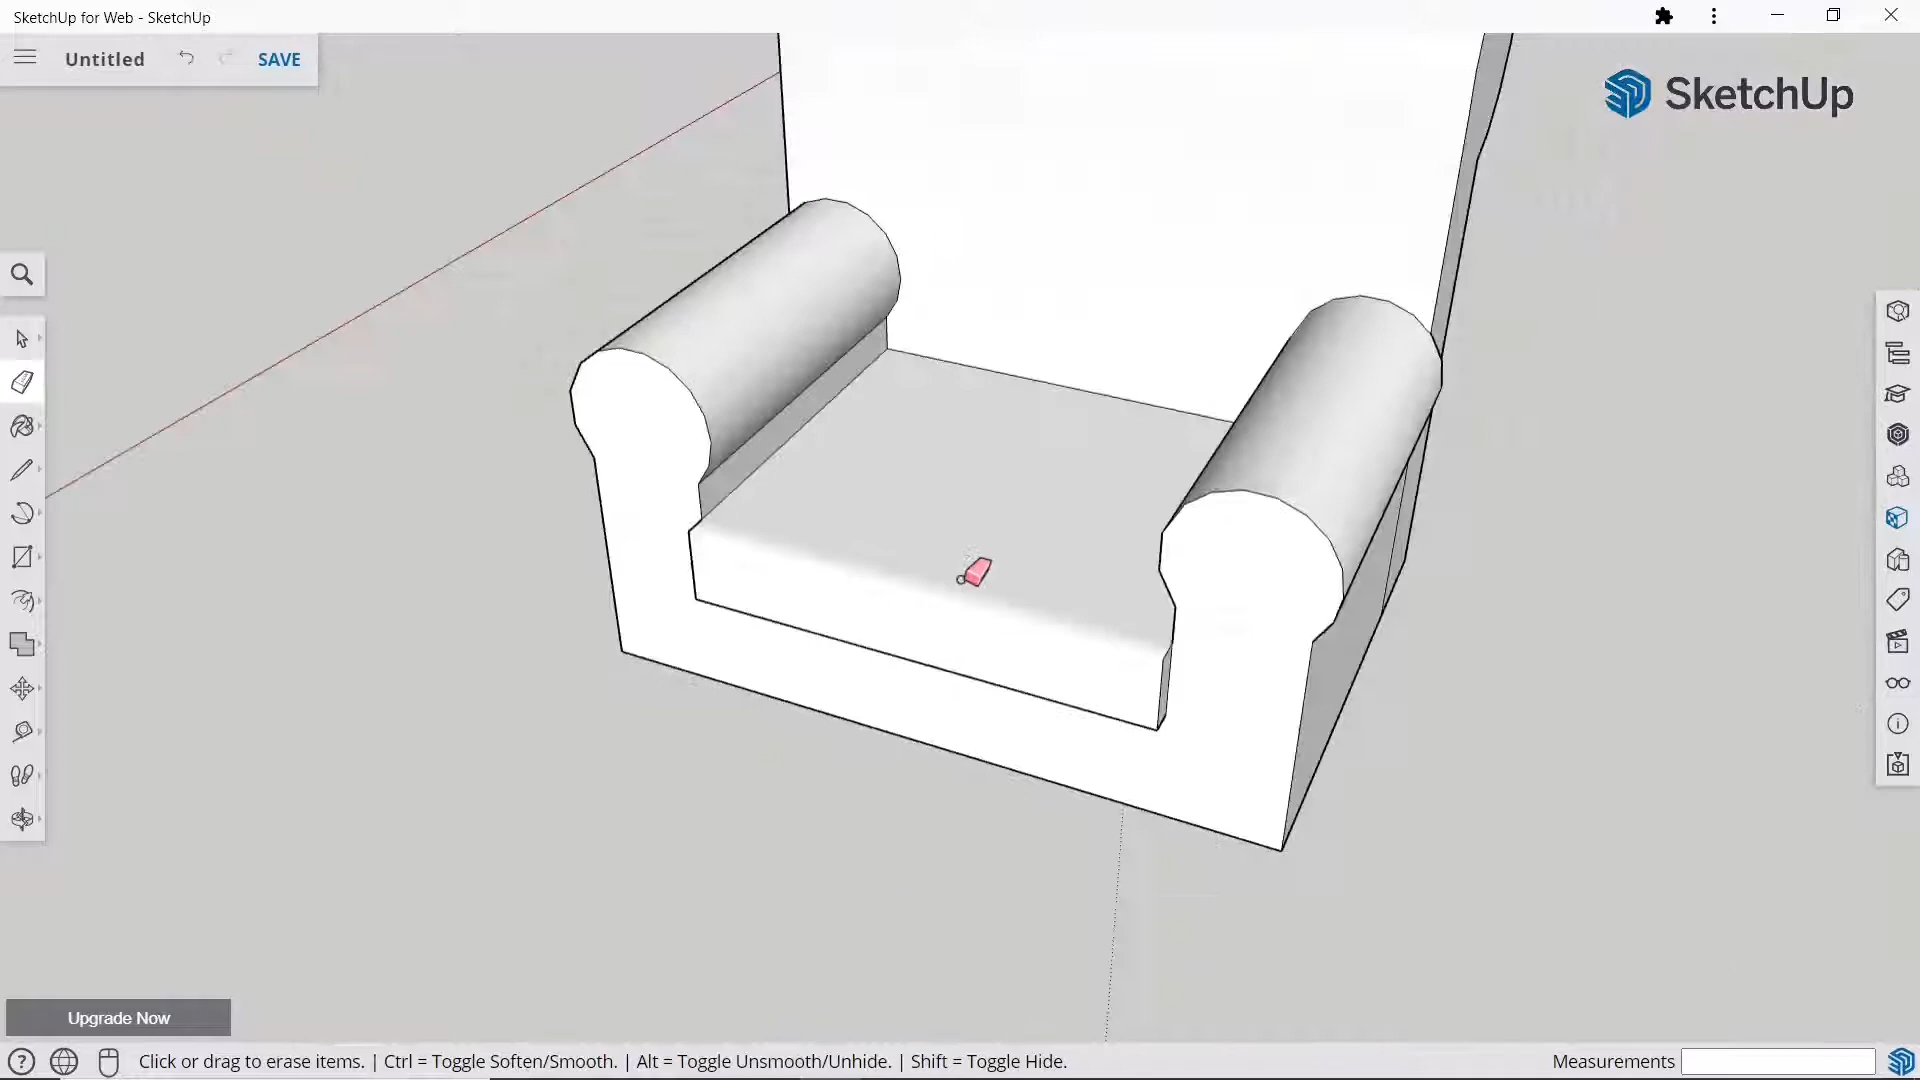 SketchUp for Web - SketchUp
Untitled SAVE
SketchUp
Upgrade Now
Click or drag to erase items. | Ctrl = Toggle Soften/Smooth. | Alt = Toggle Unsmooth/Unhide. | Shift = Toggle Hide.
Measurements